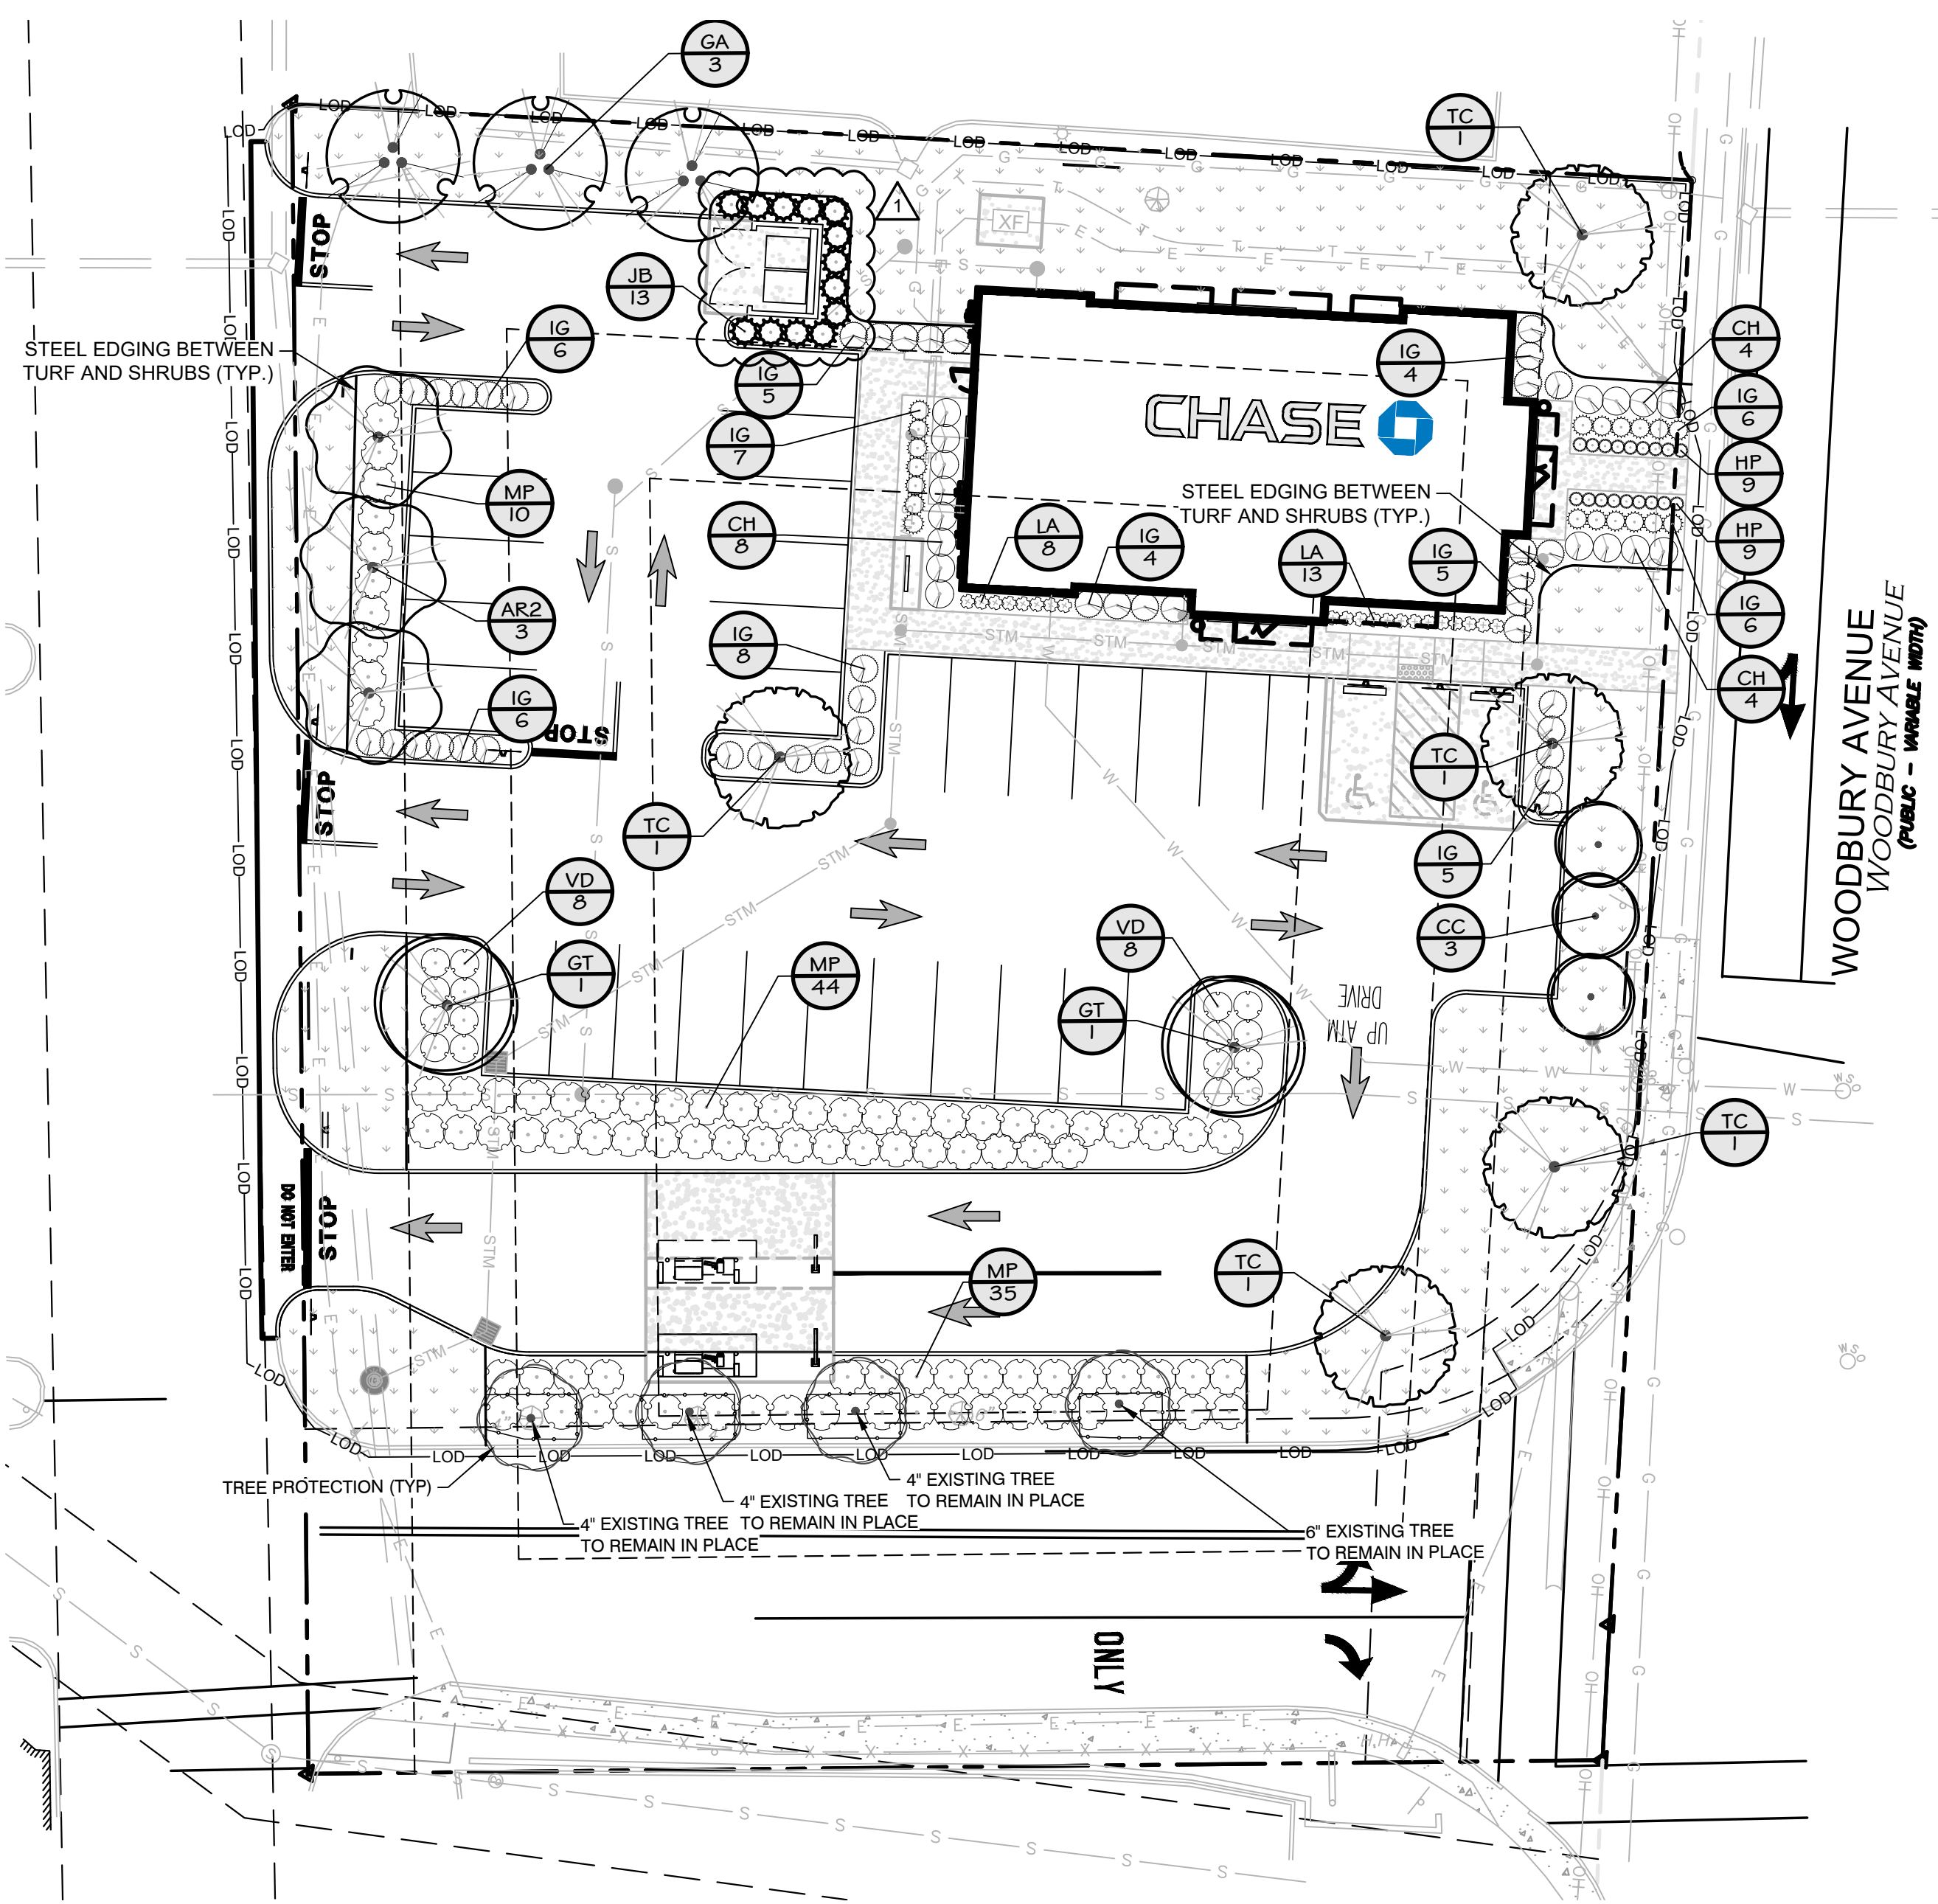 GA
3
TC
1
1
XF
STOP
JB
13
IG
6
STEEL EDGING BETWEEN
TURF AND SHRUBS (TYP.)
IG
5
IG
4
CH
4
IG
6
HP
9
HP
9
IG
6
CH
4
CHASE
IG
7
MP
10
CH
8
STEEL EDGING BETWEEN
TURF AND SHRUBS (TYP.)
LA
8
IG
4
LA
13
IG
5
AR2
3
IG
8
IG
6
STOP
STOP
TC
1
TC
1
IG
5
WOODBURY AVENUE
WOODBURY AVENUE
(PUBLIC - VARIABLE WIDTH)
VD
8
GT
1
MP
44
VD
8
GT
1
CC
3
UP ATM
DRIVE
TC
1
DO NOT ENTER
STOP
MP
35
TC
1
TREE PROTECTION (TYP)
4" EXISTING TREE
TO REMAIN IN PLACE
4" EXISTING TREE
TO REMAIN IN PLACE
4" EXISTING TREE
TO REMAIN IN PLACE
6" EXISTING TREE
TO REMAIN IN PLACE
ONLY
LOD
STM
OH
WSO